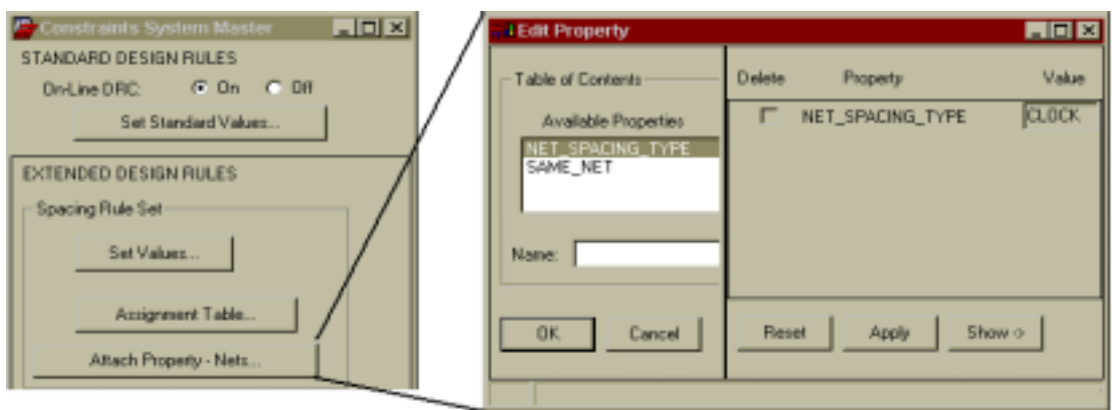 Constraints System Master
STANDARD DESIGN RULES
On-Line DRC: On Off
Set Standard Values...
EXTENDED DESIGN RULES
Spacing Rule Set
Set Values...
Assignment Table...
Attach Property - Nets...
Edit Property
Table of Contents
Available Properties
NET_SPACING_TYPE
SAME_NET
Name:
OK Cancel
Delete Property Value
NET_SPACING_TYPE CLOCK
Reset Apply Show ->